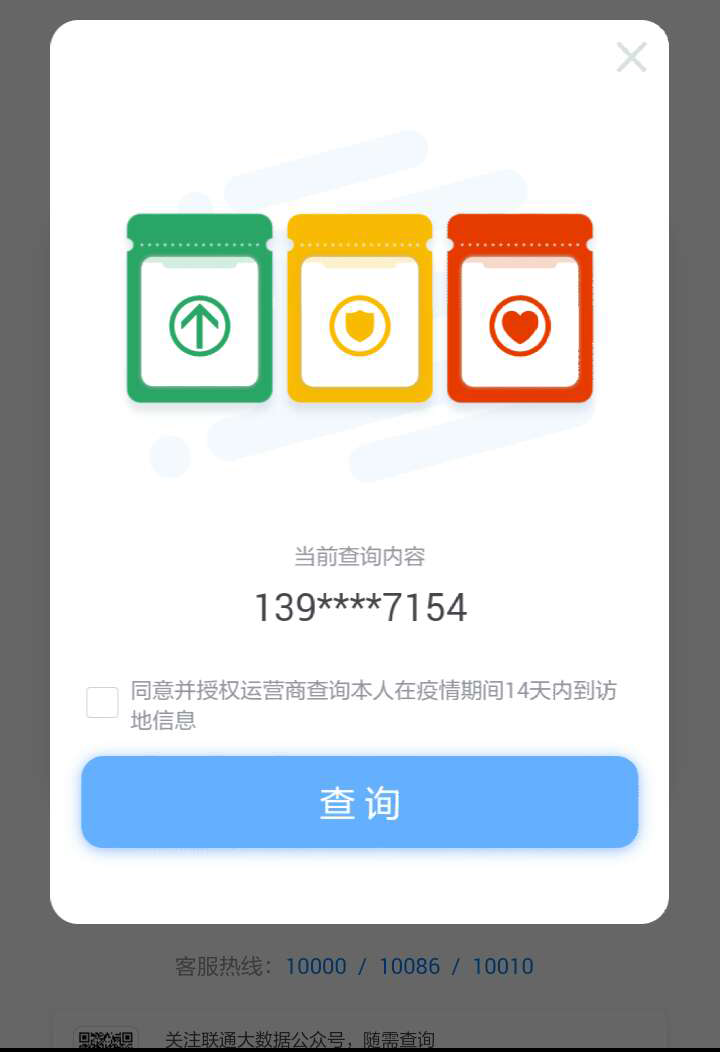 当前查询内容
139****7154
同意并授权运营商查询本人在疫情期间14天内到访
地信息
查询
客服热线：10000 / 10086 / 10010
关注联通大数据公众号，随需查询